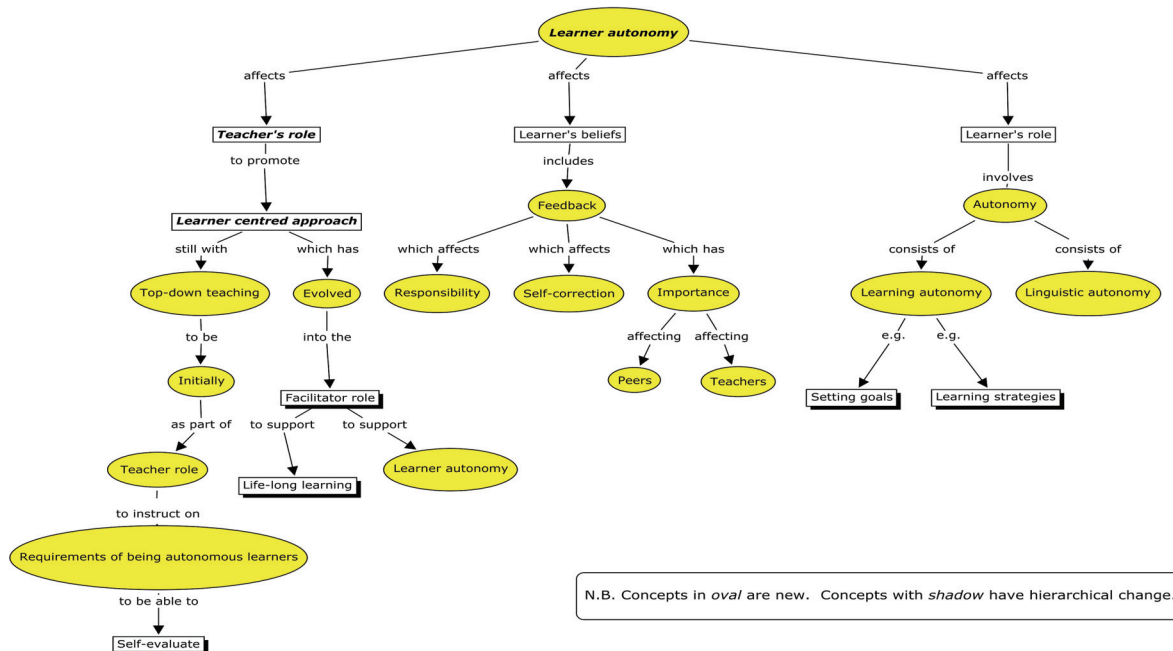 Learner autonomy
affects
affects
affects
Teacher's role
Learner's beliefs
Learner's role
to promote
includes
involves
Learner centred approach
Feedback
Autonomy
still with
which has
which affects
which affects
which has
consists of
consists of
Top-down teaching
Evolved
Responsibility
Self-correction
Importance
Learning autonomy
Linguistic autonomy
to be
into the
affecting
affecting
e.g.
e.g.
Initially
Facilitator role
Peers
Teachers
Setting goals
Learning strategies
as part of
to support
to support
Teacher role
Life-long learning
Learner autonomy
to instruct on
Requirements of being autonomous learners
to be able to
Self-evaluate
N.B. Concepts in oval are new. Concepts with shadow have hierarchical change.